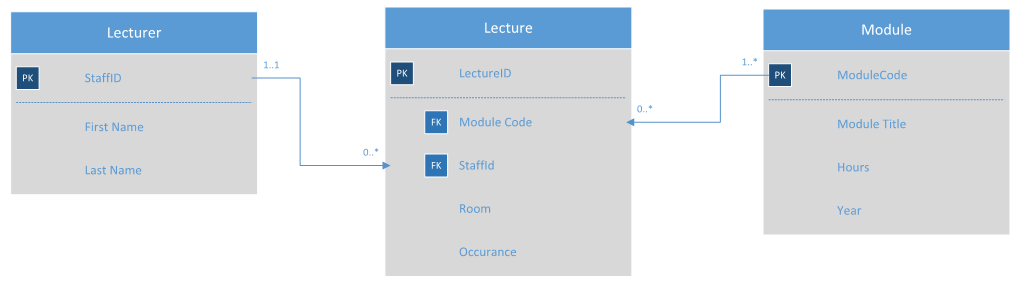 Lecturer
PK StaffID
First Name
Last Name
1..1
0..*
Lecture
PK LectureID
FK Module Code
FK StaffId
Room
Occurance
1..*
0..*
Module
PK ModuleCode
Module Title
Hours
Year